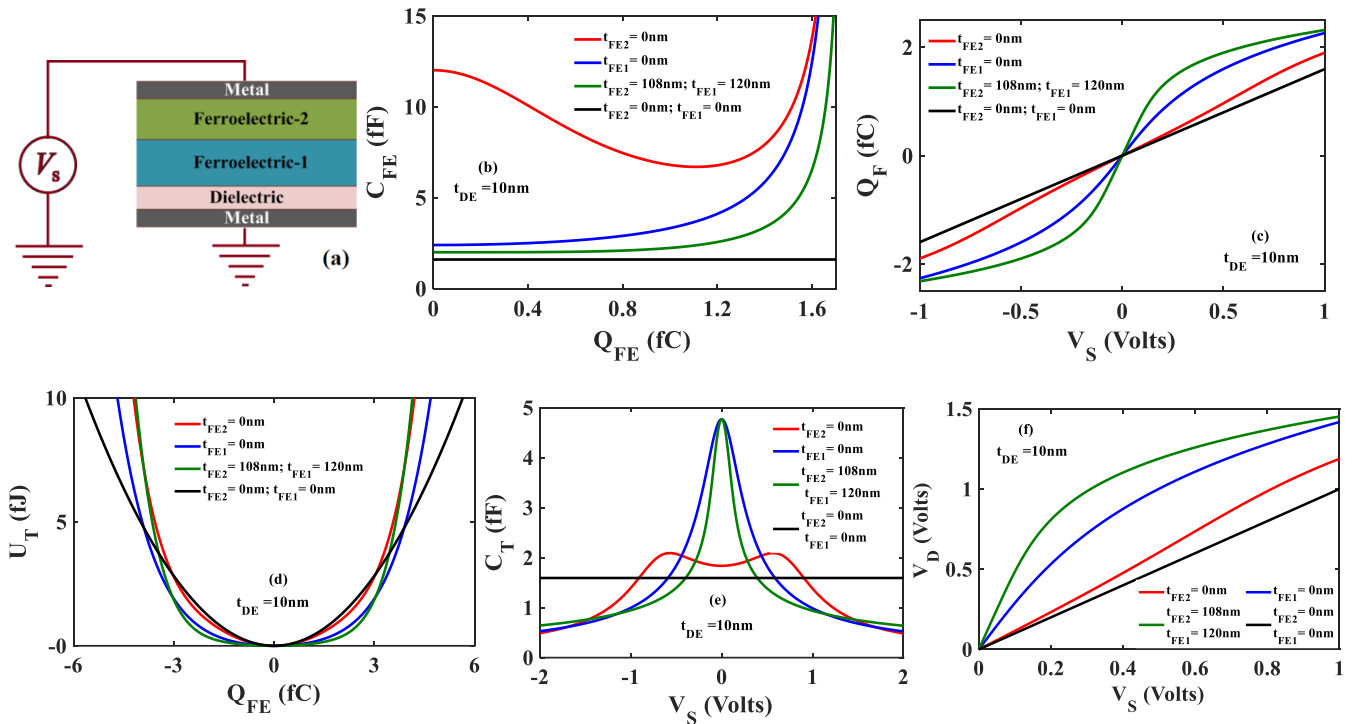 Metal
Ferroelectric-2
Ferroelectric-1
Dielectric
Metal
V_s
(a)
15
10
5
0
C_FE (fF)
t_FE2 = 0nm
t_FE1 = 0nm
t_FE2 = 108nm; t_FE1 = 120nm
t_FE2 = 0nm; t_FE1 = 0nm
(b)
t_DE =10nm
0 0.4 0.8 1.2 1.6
Q_FE (fC)
2
0
-2
Q_F (fC)
t_FE2 = 0nm
t_FE1 = 0nm
t_FE2 = 108nm; t_FE1 = 120nm
t_FE2 = 0nm; t_FE1 = 0nm
(c)
t_DE =10nm
-1 -0.5 0 0.5 1
V_S (Volts)
10
5
-0
U_T (fJ)
t_FE2 = 0nm
t_FE1 = 0nm
t_FE2 = 108nm; t_FE1 = 120nm
t_FE2 = 0nm; t_FE1 = 0nm
(d)
t_DE =10nm
-6 -3 0 3 6
Q_FE (fC)
5
4
3
2
1
0
C_T (fF)
t_FE2 = 0nm
t_FE1 = 0nm
t_FE2 = 108nm
t_FE1 = 120nm
t_FE2 = 0nm
t_FE1 = 0nm
(e)
t_DE =10nm
-2 -1 0 1 2
V_S (Volts)
1.5
1
0.5
0
V_D (Volts)
(f)
t_DE =10nm
t_FE2 = 0nm
t_FE2 = 108nm
t_FE1 = 120nm
t_FE1 = 0nm
t_FE2 = 0nm
t_FE1 = 0nm
0 0.2 0.4 0.6 0.8 1
V_S (Volts)